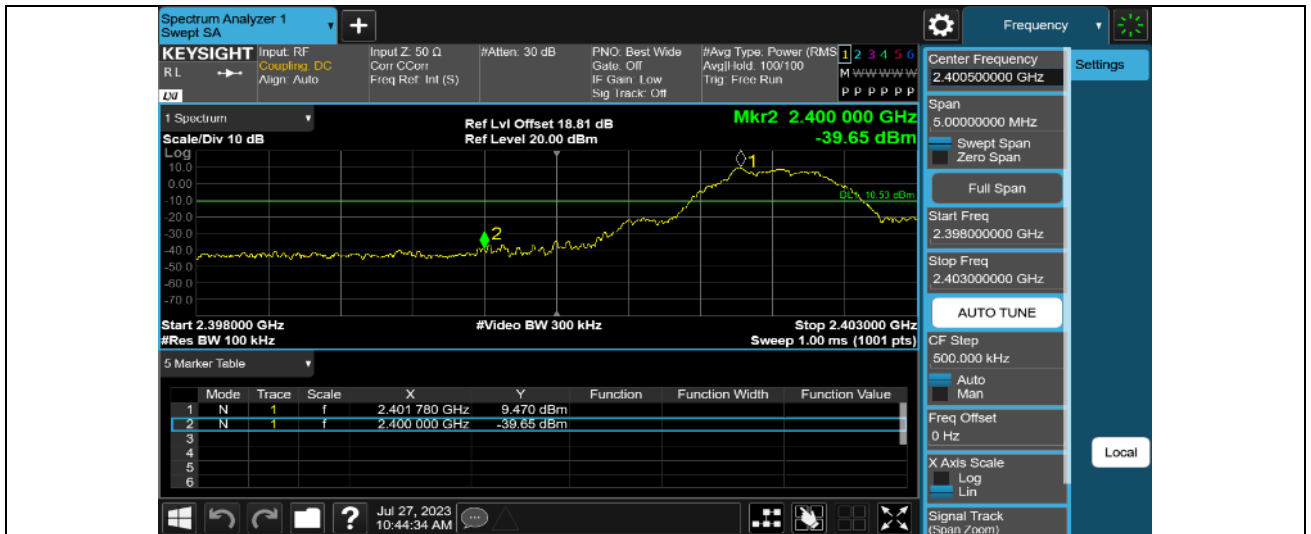 Spectrum Analyzer 1
Swept SA
Frequency
KEYSIGHT
RL
LXI
Input: RF
Coupling: DC
Align: Auto
Input Z: 50 Ω
Corr CCorr
Freq Ref: Int (S)
#Atten: 30 dB
PNO: Best Wide
Gate: Off
IF Gain: Low
Sig Track: Off
#Avg Type: Power (RMS
Avg|Hold: 100/100
Trig: Free Run
1 2 3 4 5 6
M W W W W W
P P P P P P
1 Spectrum
Scale/Div 10 dB
Ref Lvl Offset 18.81 dB
Ref Level 20.00 dBm
Mkr2 2.400 000 GHz
-39.65 dBm
Log
10.0
0.00
-10.0
-20.0
-30.0
-40.0
-50.0
-60.0
-70.0
1
2
DL1 -10.53 dBm
Start 2.398000 GHz
#Video BW 300 kHz
Stop 2.403000 GHz
#Res BW 100 kHz
Sweep 1.00 ms (1001 pts)
5 Marker Table
Mode Trace Scale X Y Function Function Width Function Value
1 N 1 f 2.401 780 GHz 9.470 dBm
2 N 1 f 2.400 000 GHz -39.65 dBm
3
4
5
6
?
Jul 27, 2023
10:44:34 AM
Center Frequency
2.400500000 GHz
Settings
Span
5.00000000 MHz
Swept Span
Zero Span
Full Span
Start Freq
2.398000000 GHz
Stop Freq
2.403000000 GHz
AUTO TUNE
CF Step
500.000 kHz
Auto
Man
Freq Offset
0 Hz
X Axis Scale
Log
Lin
Local
Signal Track
(Span Zoom)